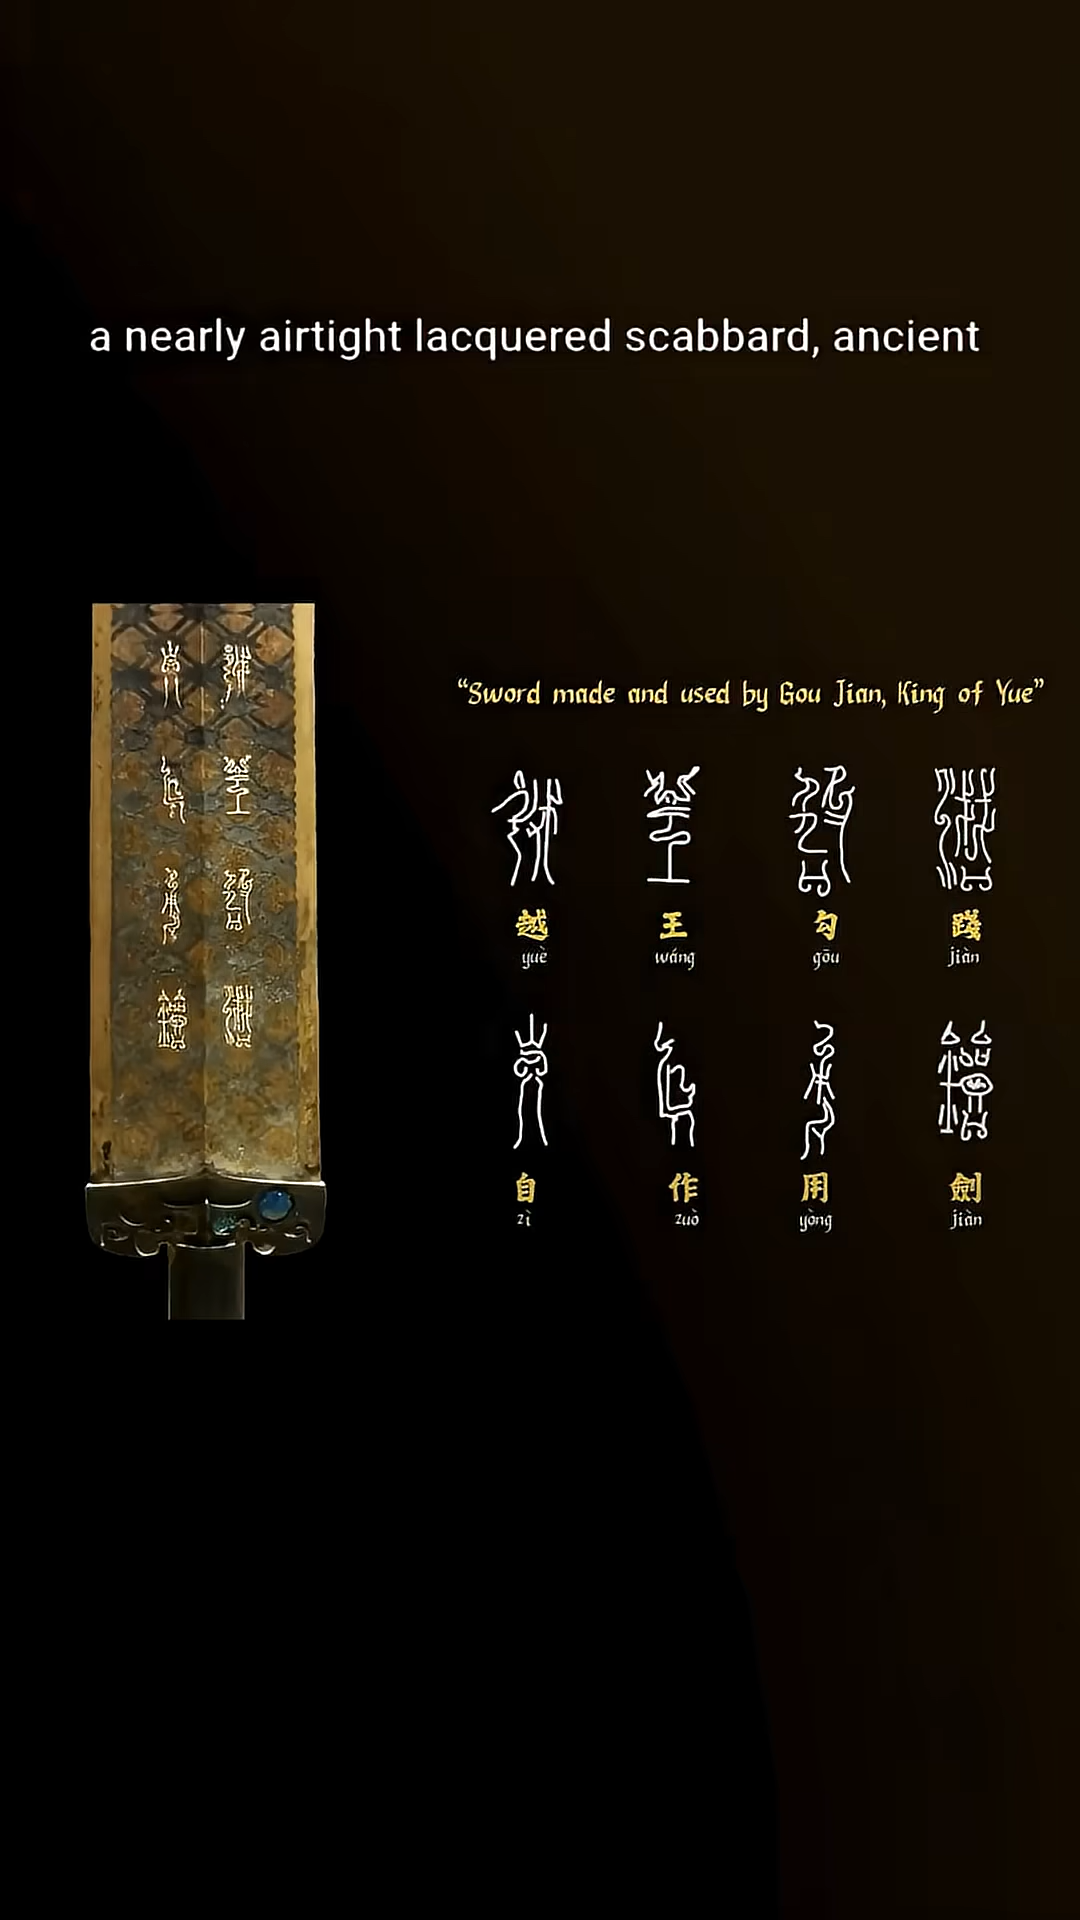 a nearly airtight lacquered scabbard, ancient
“Sword made and used by Gou Jian, King of Yue”
越 王 勾 踐
yuè wáng gōu jiàn
自 作 用 劍
zì zuò yòng jiàn